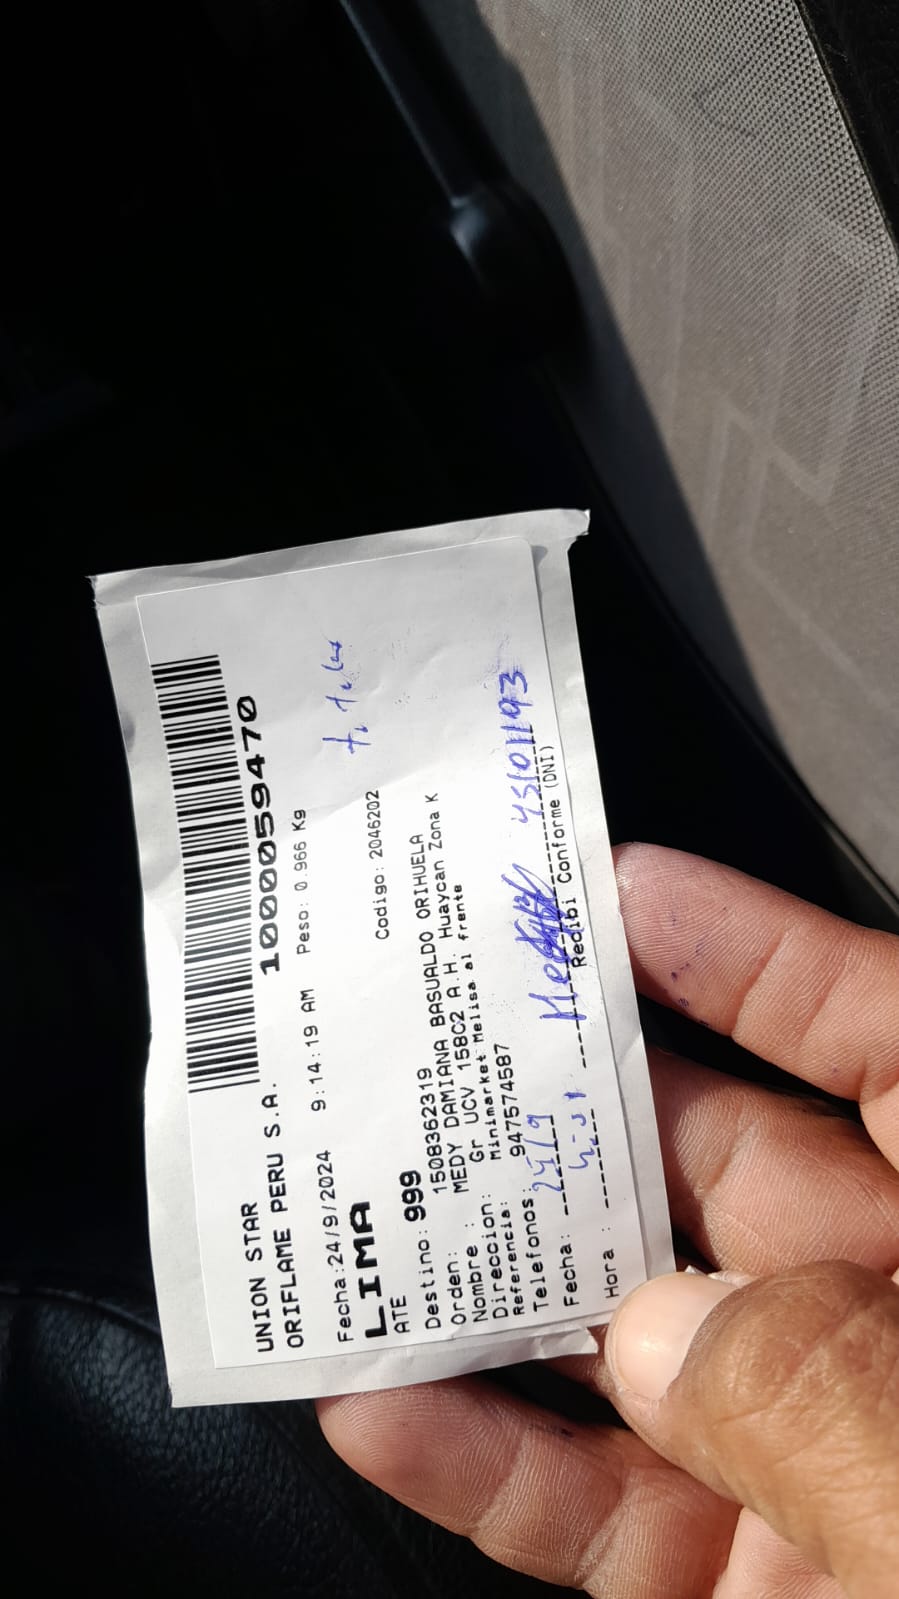 UNION STAR
ORIFLAME PERU S.A. 10000059470
Fecha:24/9/2024 9:14:19 AM Peso: 0.966 Kg
LIMA
titular
ATE Codigo: 2046202
Destino: 999
Orden: 1508362319
Nombre : MEDY DAMIANA BASUALDO ORIHUELA
Direccion: Gr UCV 158C2 A.H. Huaycan Zona K
Referencia: Minimarket Melisa al frente
Telefonos: 947574587
Fecha: 25/9
Hora :
Recibi Conforme (DNI)